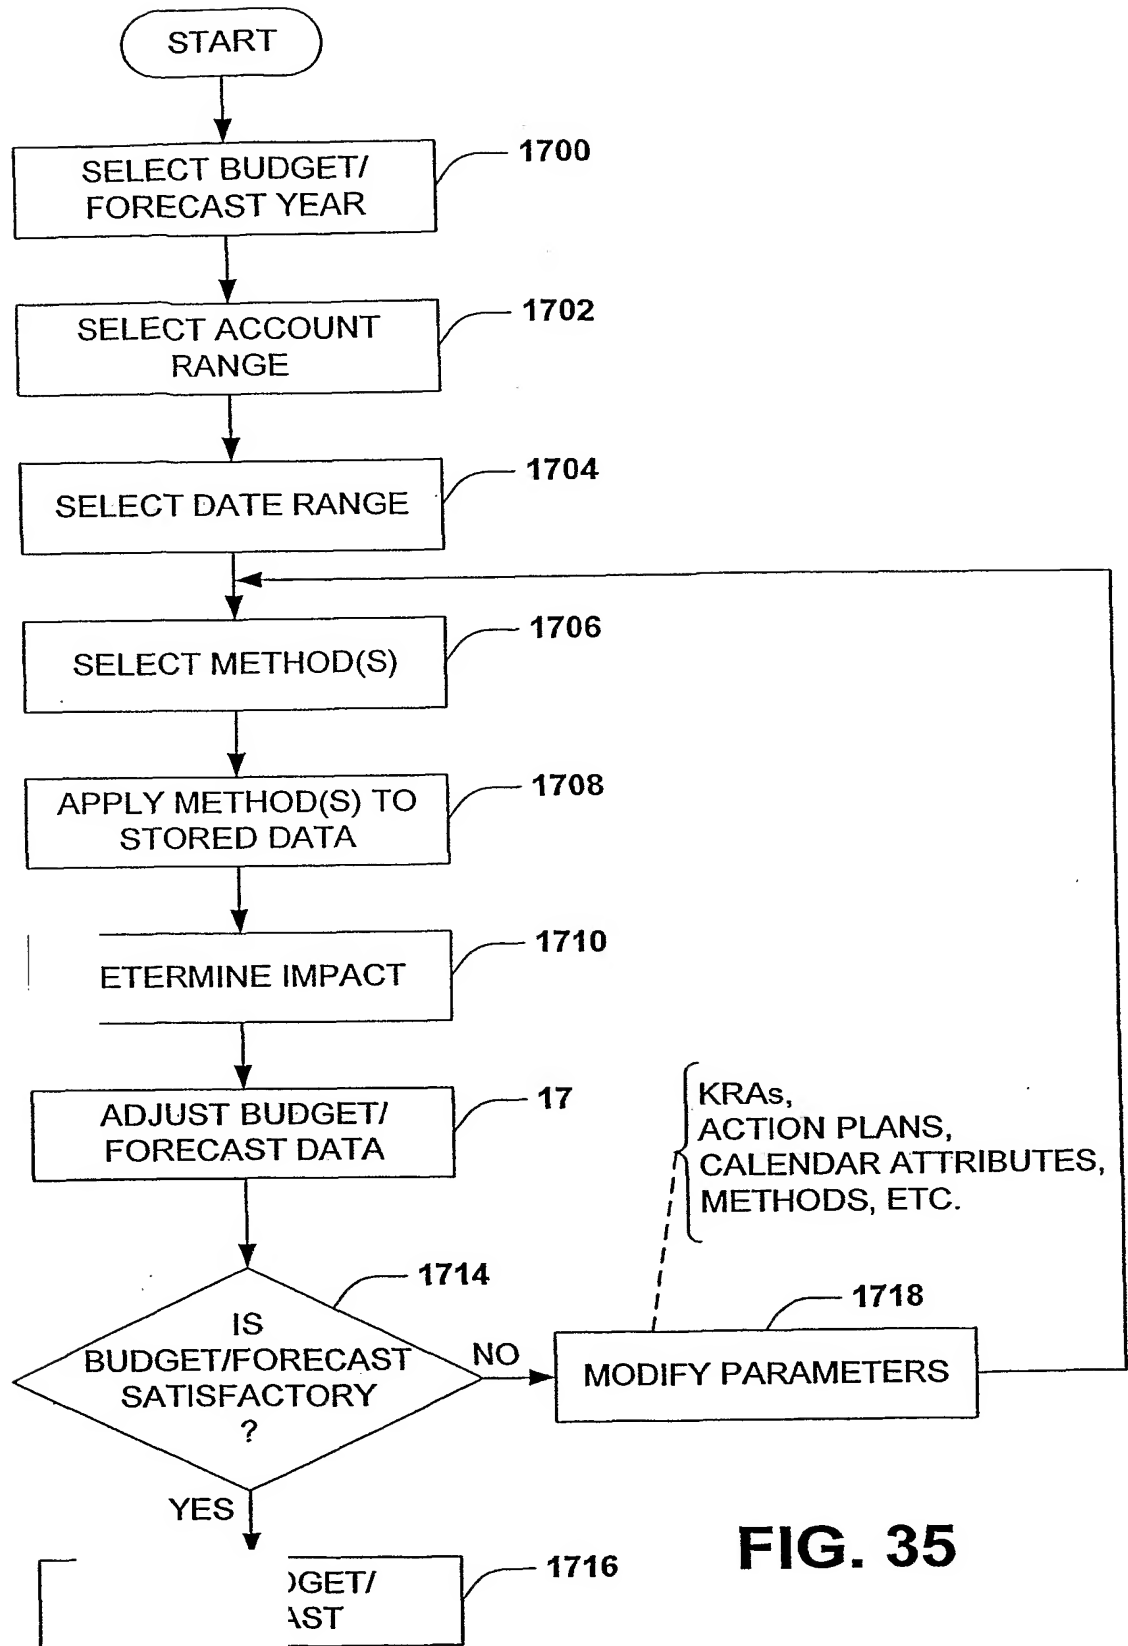 START
SELECT BUDGET/
FORECAST YEAR
1700
SELECT ACCOUNT
RANGE
1702
SELECT DATE RANGE
1704
SELECT METHOD(S)
1706
APPLY METHOD(S) TO
STORED DATA
1708
ETERMINE IMPACT
1710
ADJUST BUDGET/
FORECAST DATA
17
KRAs,
ACTION PLANS,
CALENDAR ATTRIBUTES,
METHODS, ETC.
IS
BUDGET/FORECAST
SATISFACTORY
?
1714
NO
MODIFY PARAMETERS
1718
YES
DGET/
AST
1716
FIG. 35